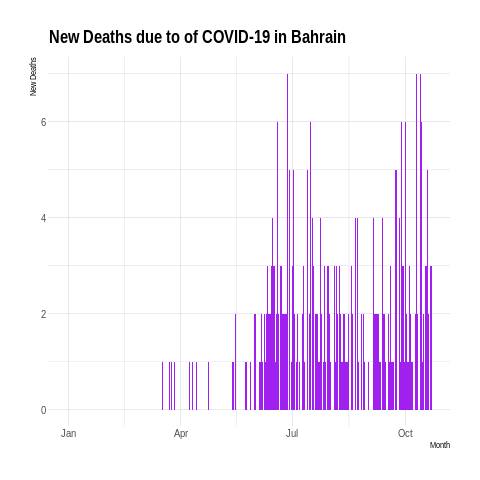 New Deaths due to of COVID-19 in Bahrain
New Deaths
6
4
2
0
Jan Apr Jul Oct
Month